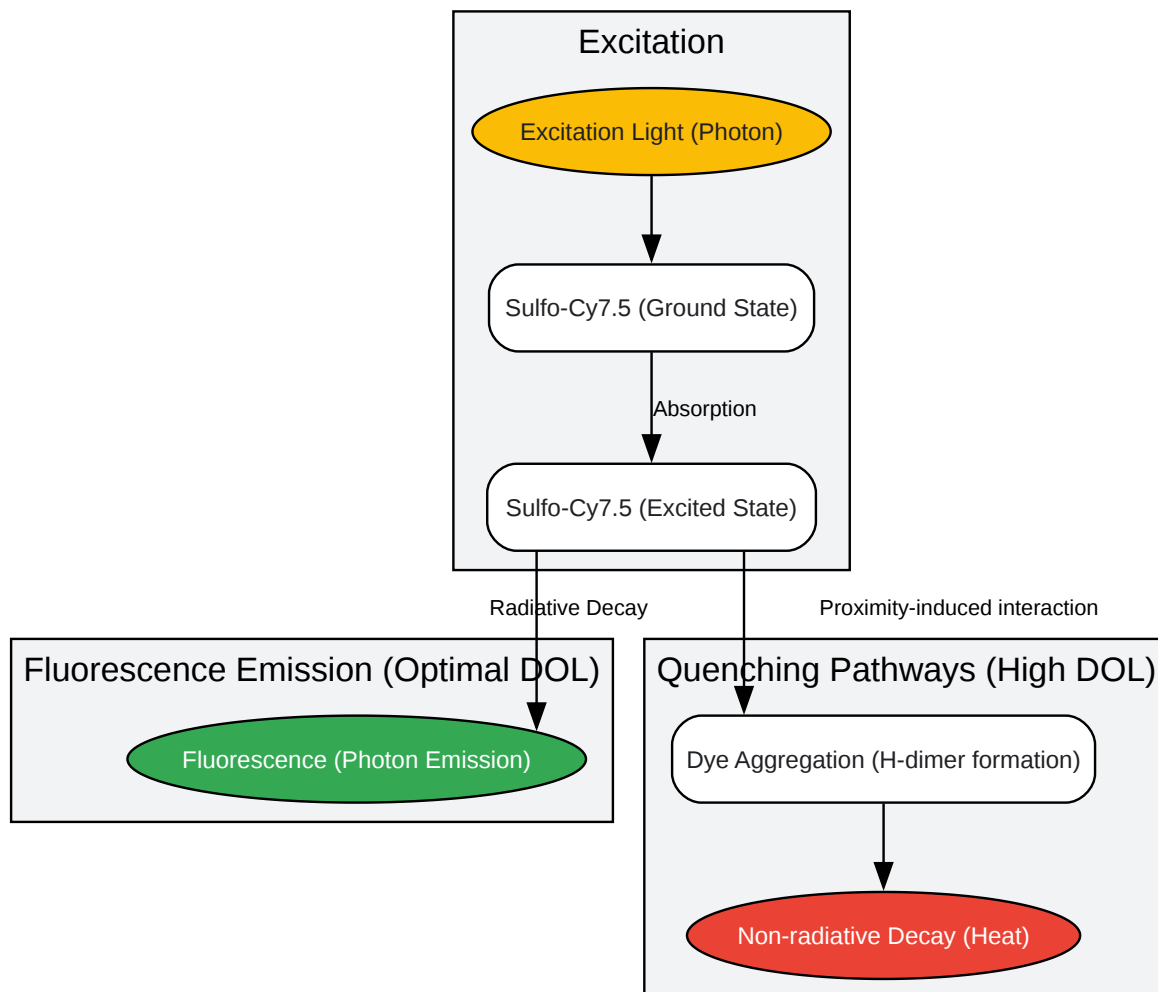 Excitation
Excitation Light (Photon)
Sulfo-Cy7.5 (Ground State)
Absorption
Sulfo-Cy7.5 (Excited State)
Radiative Decay
Proximity-induced interaction
Fluorescence Emission (Optimal DOL)
Quenching Pathways (High DOL)
Fluorescence (Photon Emission)
Dye Aggregation (H-dimer formation)
Non-radiative Decay (Heat)